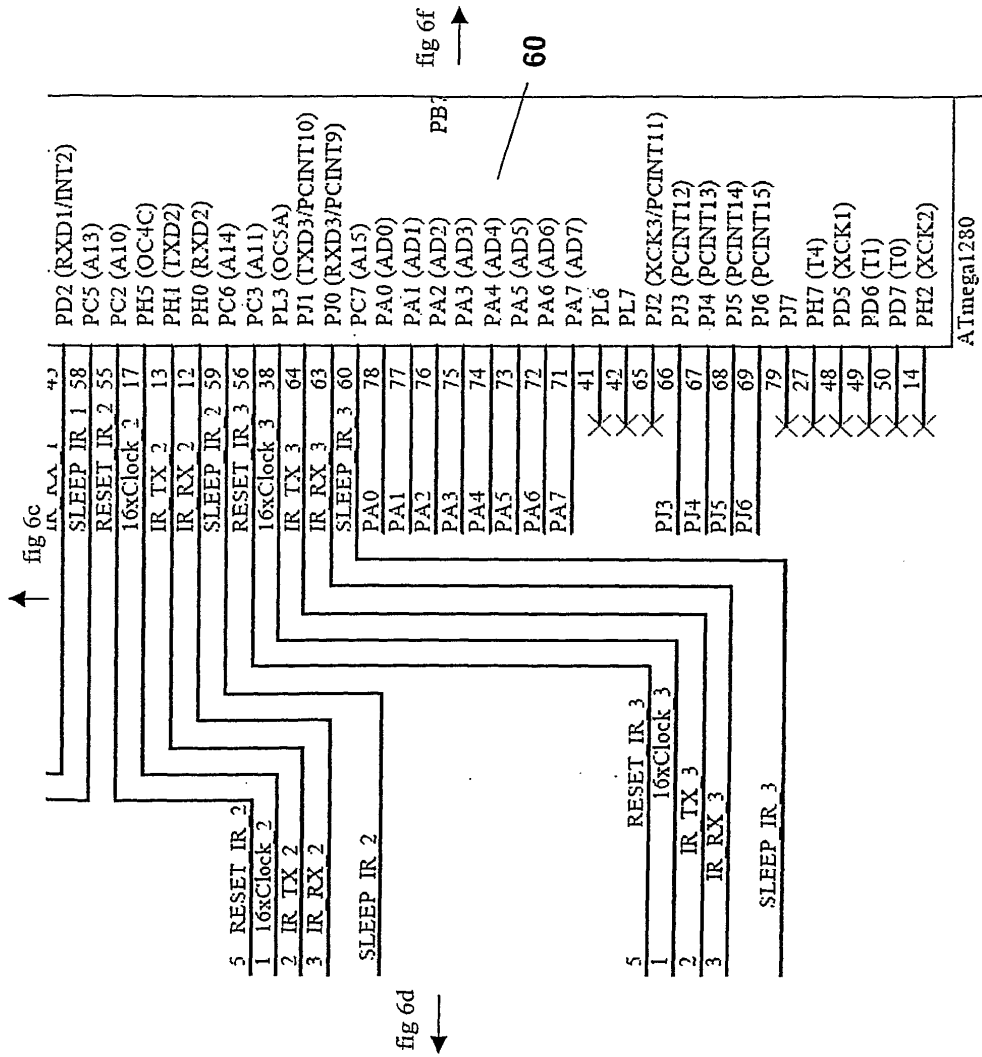 fig 6c
fig 6d
fig 6f
60
RX 1 PD2 (RXD1/INT2)
SLEEP IR 1 58 PC5 (A13)
RESET IR 2 55 PC2 (A10)
16xClock 2 17 PH5 (OC4C)
IR TX 2 13 PH1 (TXD2)
IR RX 2 12 PH0 (RXD2)
SLEEP IR 2 59 PC6 (A14)
RESET IR 3 56 PC3 (A11)
16xClock 3 38 PL3 (OC5A)
IR TX 3 64 PJ1 (TXD3/PCINT10)
IR RX 3 63 PJ0 (RXD3/PCINT9)
SLEEP IR 3 60 PC7 (A15)
PA0 78 PA0 (AD0)
PA1 77 PA1 (AD1)
PA2 76 PA2 (AD2)
PB7
PA3 75 PA3 (AD3)
PA4 74 PA4 (AD4)
PA5 73 PA5 (AD5)
PA6 72 PA6 (AD6)
PA7 71 PA7 (AD7)
41 PL6
42 PL7
65 PJ2 (XCK3/PCINT11)
PJ3 66 PJ3 (PCINT12)
PJ4 67 PJ4 (PCINT13)
PJ5 68 PJ5 (PCINT14)
PJ6 69 PJ6 (PCINT15)
79 PJ7
27 PH7 (T4)
48 PD5 (XCK1)
49 PD6 (T1)
50 PD7 (T0)
14 PH2 (XCK2)
ATmega1280
5 RESET IR 2
1 16xClock 2
2 IR TX 2
3 IR RX 2
SLEEP IR 2
5 RESET IR 3
1 16xClock 3
2 IR TX 3
3 IR RX 3
SLEEP IR 3